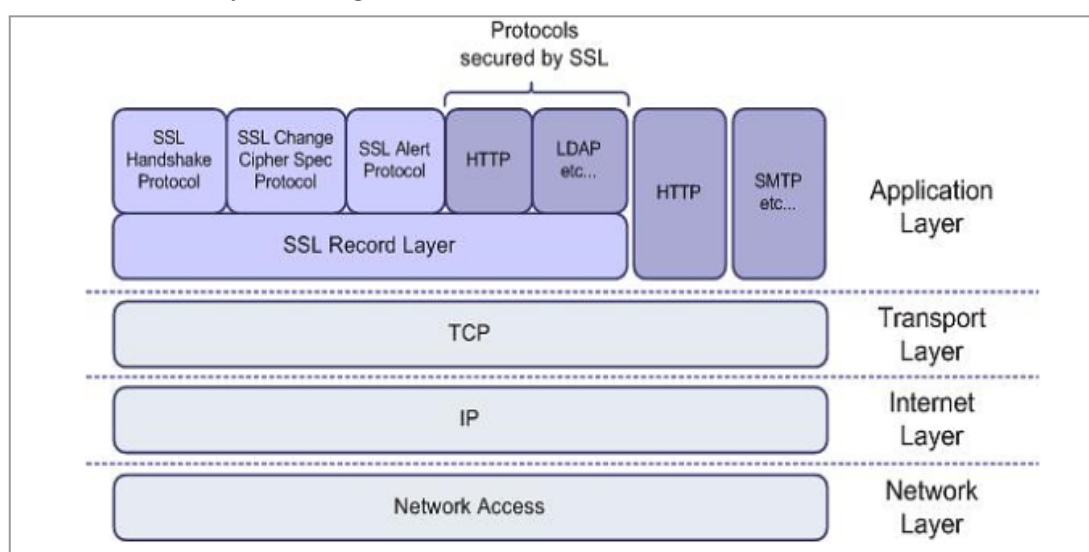 Protocols
secured by SSL
SSL
Handshake
Protocol
SSL Change
Cipher Spec
Protocol
SSL Alert
Protocol
HTTP
LDAP
etc...
HTTP
SMTP
etc...
Application
Layer
SSL Record Layer
TCP
Transport
Layer
IP
Internet
Layer
Network Access
Network
Layer